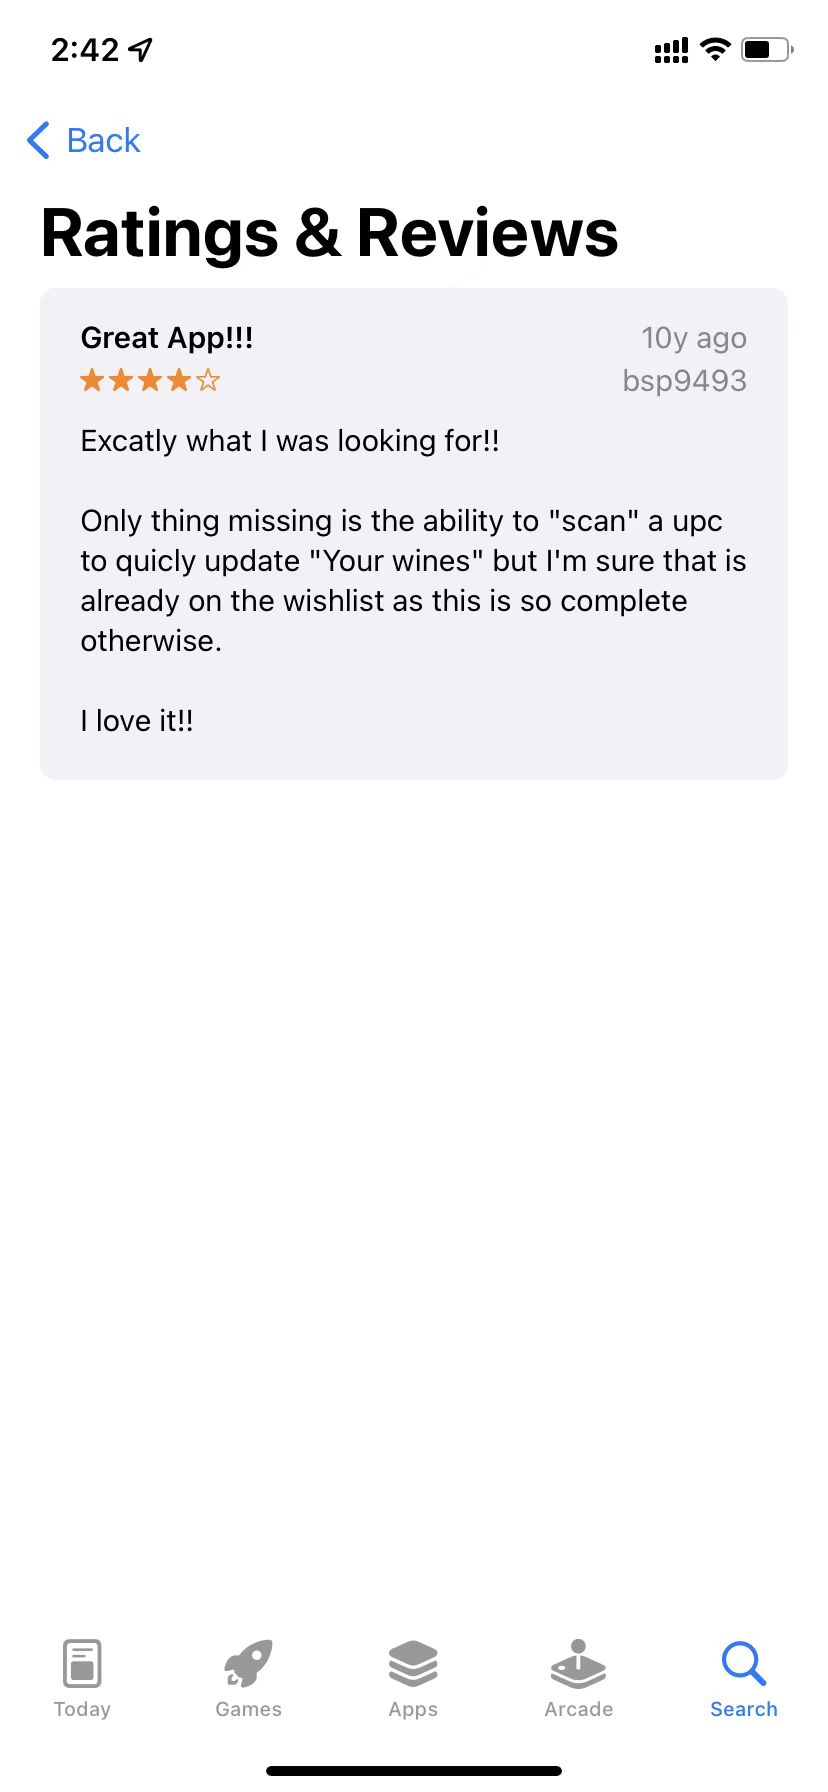 2:42
Back
Ratings & Reviews
Great App!!!
10y ago
bsp9493
Excatly what I was looking for!!
Only thing missing is the ability to "scan" a upc
to quicly update "Your wines" but I'm sure that is
already on the wishlist as this is so complete
otherwise.
I love it!!
Today
Games
Apps
Arcade
Search